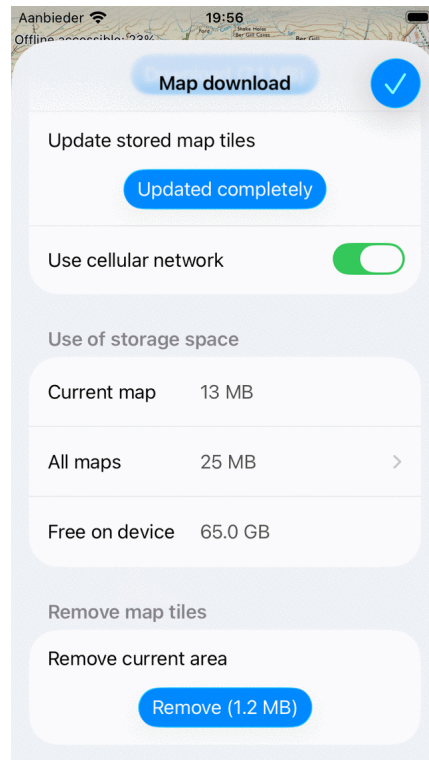 Aanbieder 19:56
Offline accessible: 23%
Map download
Update stored map tiles
Updated completely
Use cellular network
Use of storage space
Current map 13 MB
All maps 25 MB
Free on device 65.0 GB
Remove map tiles
Remove current area
Remove (1.2 MB)